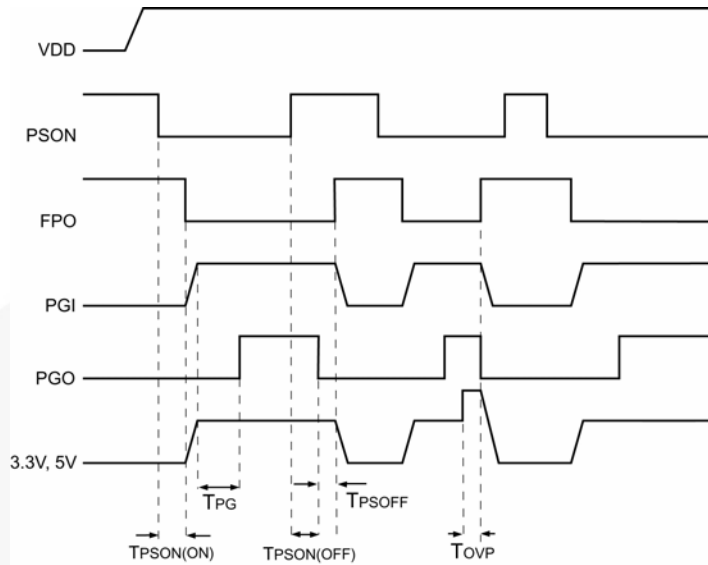 VDD
PSON
FPO
PGI
PGO
3.3V, 5V
TPG
TPSOFF
TPSON(ON)
TPSON(OFF)
TOVP